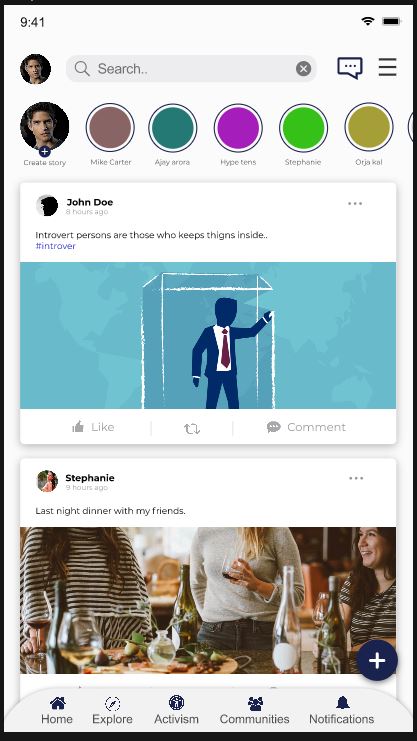 9:41
Search..
Create story
Mike Carter
Ajay arora
Hype tens
Stephanie
Orja kal
John Doe
8 hours ago
Introvert persons are those who keeps thigns inside..
#introver
Like
Comment
Stephanie
9 hours ago
Last night dinner with my friends.
Home
Explore
Activism
Communities
Notifications